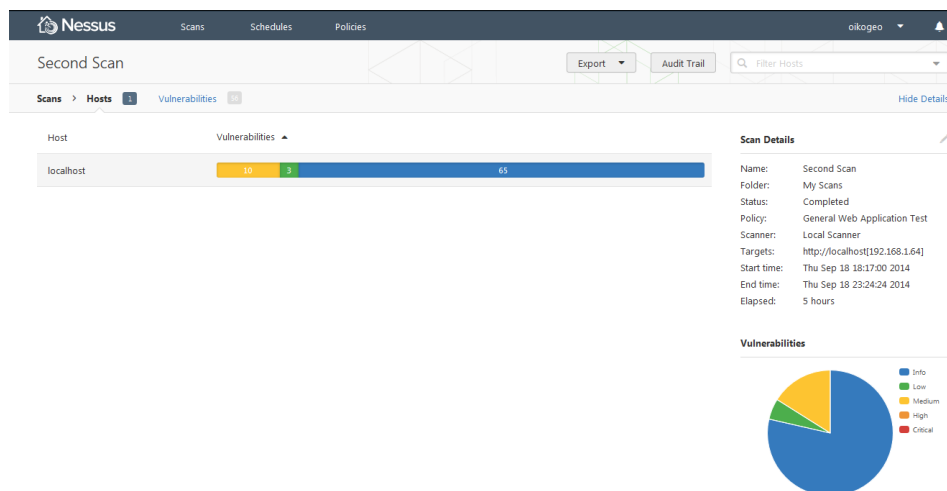 Nessus
Scans Schedules Policies
oikogeo
Second Scan
Export
Audit Trail
Filter Hosts
Scans > Hosts 1 Vulnerabilities
Hide Details
Host Vulnerabilities
localhost 10 3 65
Scan Details
Name: Second Scan
Folder: My Scans
Status: Completed
Policy: General Web Application Test
Scanner: Local Scanner
Targets: http://localhost[192.168.1.64]
Start time: Thu Sep 18 18:17:00 2014
End time: Thu Sep 18 23:24:24 2014
Elapsed: 5 hours
Vulnerabilities
Info
Low
Medium
High
Critical